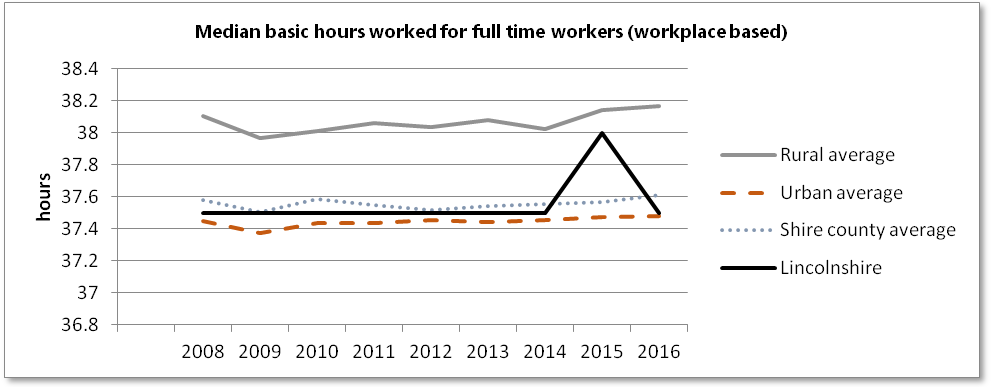 Median basic hours worked for full time workers (workplace based)
hours
38.4
38.2
38
37.8
37.6
37.4
37.2
37
36.8
2008 2009 2010 2011 2012 2013 2014 2015 2016
Rural average
Urban average
Shire county average
Lincolnshire